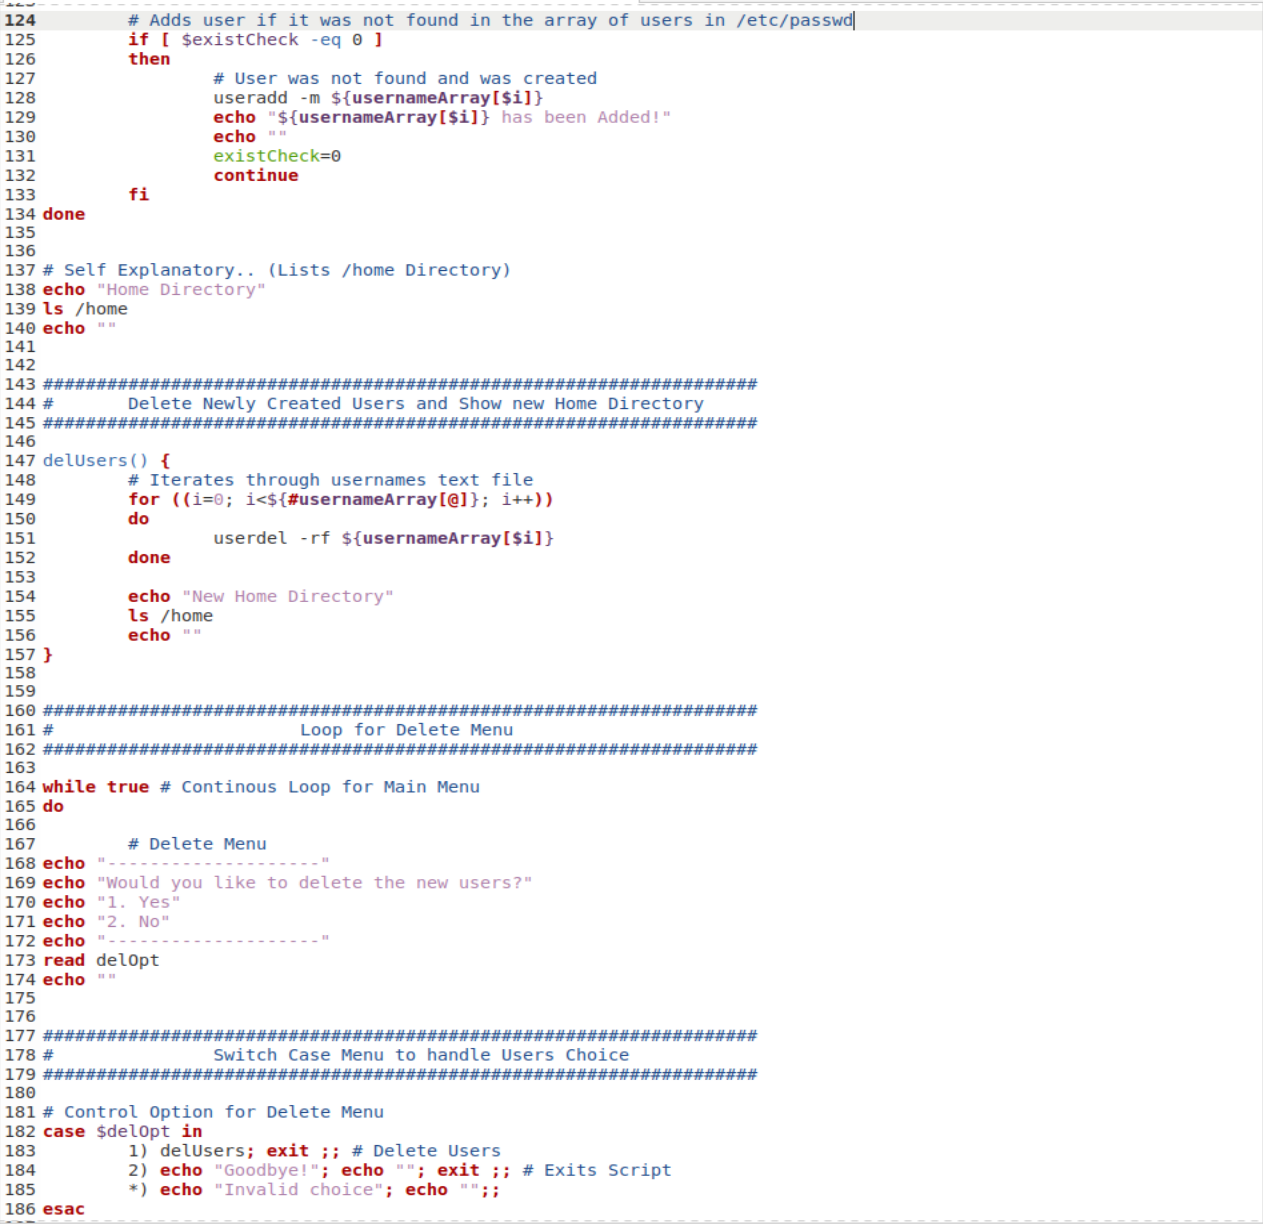 124         # Adds user if it was not found in the array of users in /etc/passwd
125         if [ $existCheck -eq 0 ]
126         then
127                 # User was not found and was created
128                 useradd -m ${usernameArray[$i]}
129                 echo "${usernameArray[$i]} has been Added!"
130                 echo ""
131                 existCheck=0
132                 continue
133         fi
134 done
135
136
137 # Self Explanatory.. (Lists /home Directory)
138 echo "Home Directory"
139 ls /home
140 echo ""
141
142
143 ###################################################################
144 #       Delete Newly Created Users and Show new Home Directory
145 ###################################################################
146
147 delUsers() {
148         # Iterates through usernames text file
149         for ((i=0; i<${#usernameArray[@]}; i++))
150         do
151                 userdel -rf ${usernameArray[$i]}
152         done
153
154         echo "New Home Directory"
155         ls /home
156         echo ""
157 }
158
159
160 ###################################################################
161 #                       Loop for Delete Menu
162 ###################################################################
163
164 while true # Continous Loop for Main Menu
165 do
166
167         # Delete Menu
168 echo "--------------------"
169 echo "Would you like to delete the new users?"
170 echo "1. Yes"
171 echo "2. No"
172 echo "--------------------"
173 read delOpt
174 echo ""
175
176
177 ###################################################################
178 #               Switch Case Menu to handle Users Choice
179 ###################################################################
180
181 # Control Option for Delete Menu
182 case $delOpt in
183         1) delUsers; exit ;; # Delete Users
184         2) echo "Goodbye!"; echo ""; exit ;; # Exits Script
185         *) echo "Invalid choice"; echo "";;
186 esac